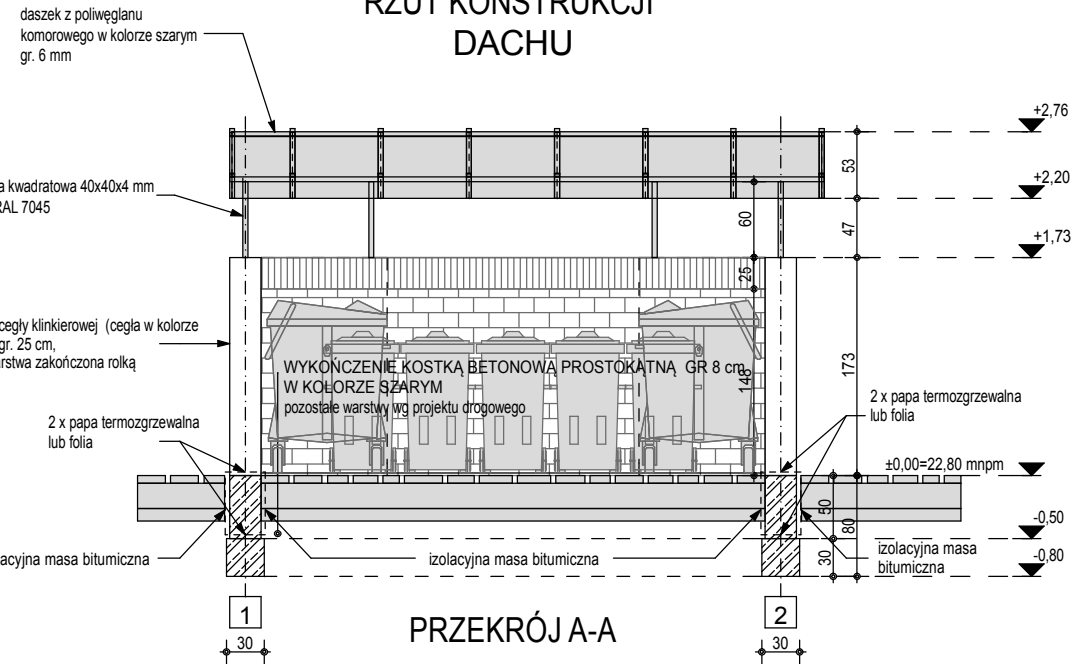 RZUT KONSTRUKCJI
DACHU
daszek z poliwęglanu
komorowego w kolorze szarym
gr. 6 mm
+2,76
53
kwadratowa 40x40x4 mm
RAL 7045
+2,20
60
47
+1,73
25
cegły klinkierowej (cegła w kolorze
gr. 25 cm,
zakończona rolką
WYKOŃCZENIE KOSTKĄ BETONOWĄ PROSTOKĄTNĄ GR 8 cm
W KOLORZE SZARYM
pozostałe warstwy wg projektu drogowego
148
173
2 x papa termozgrzewalna
lub folia
2 x papa termozgrzewalna
lub folia
±0,00=22,80 mnpm
50
80
-0,50
30
-0,80
masa bitumiczna
izolacyjna masa bitumiczna
izolacyjna masa
bitumiczna
1
2
PRZEKRÓJ A-A
30
30